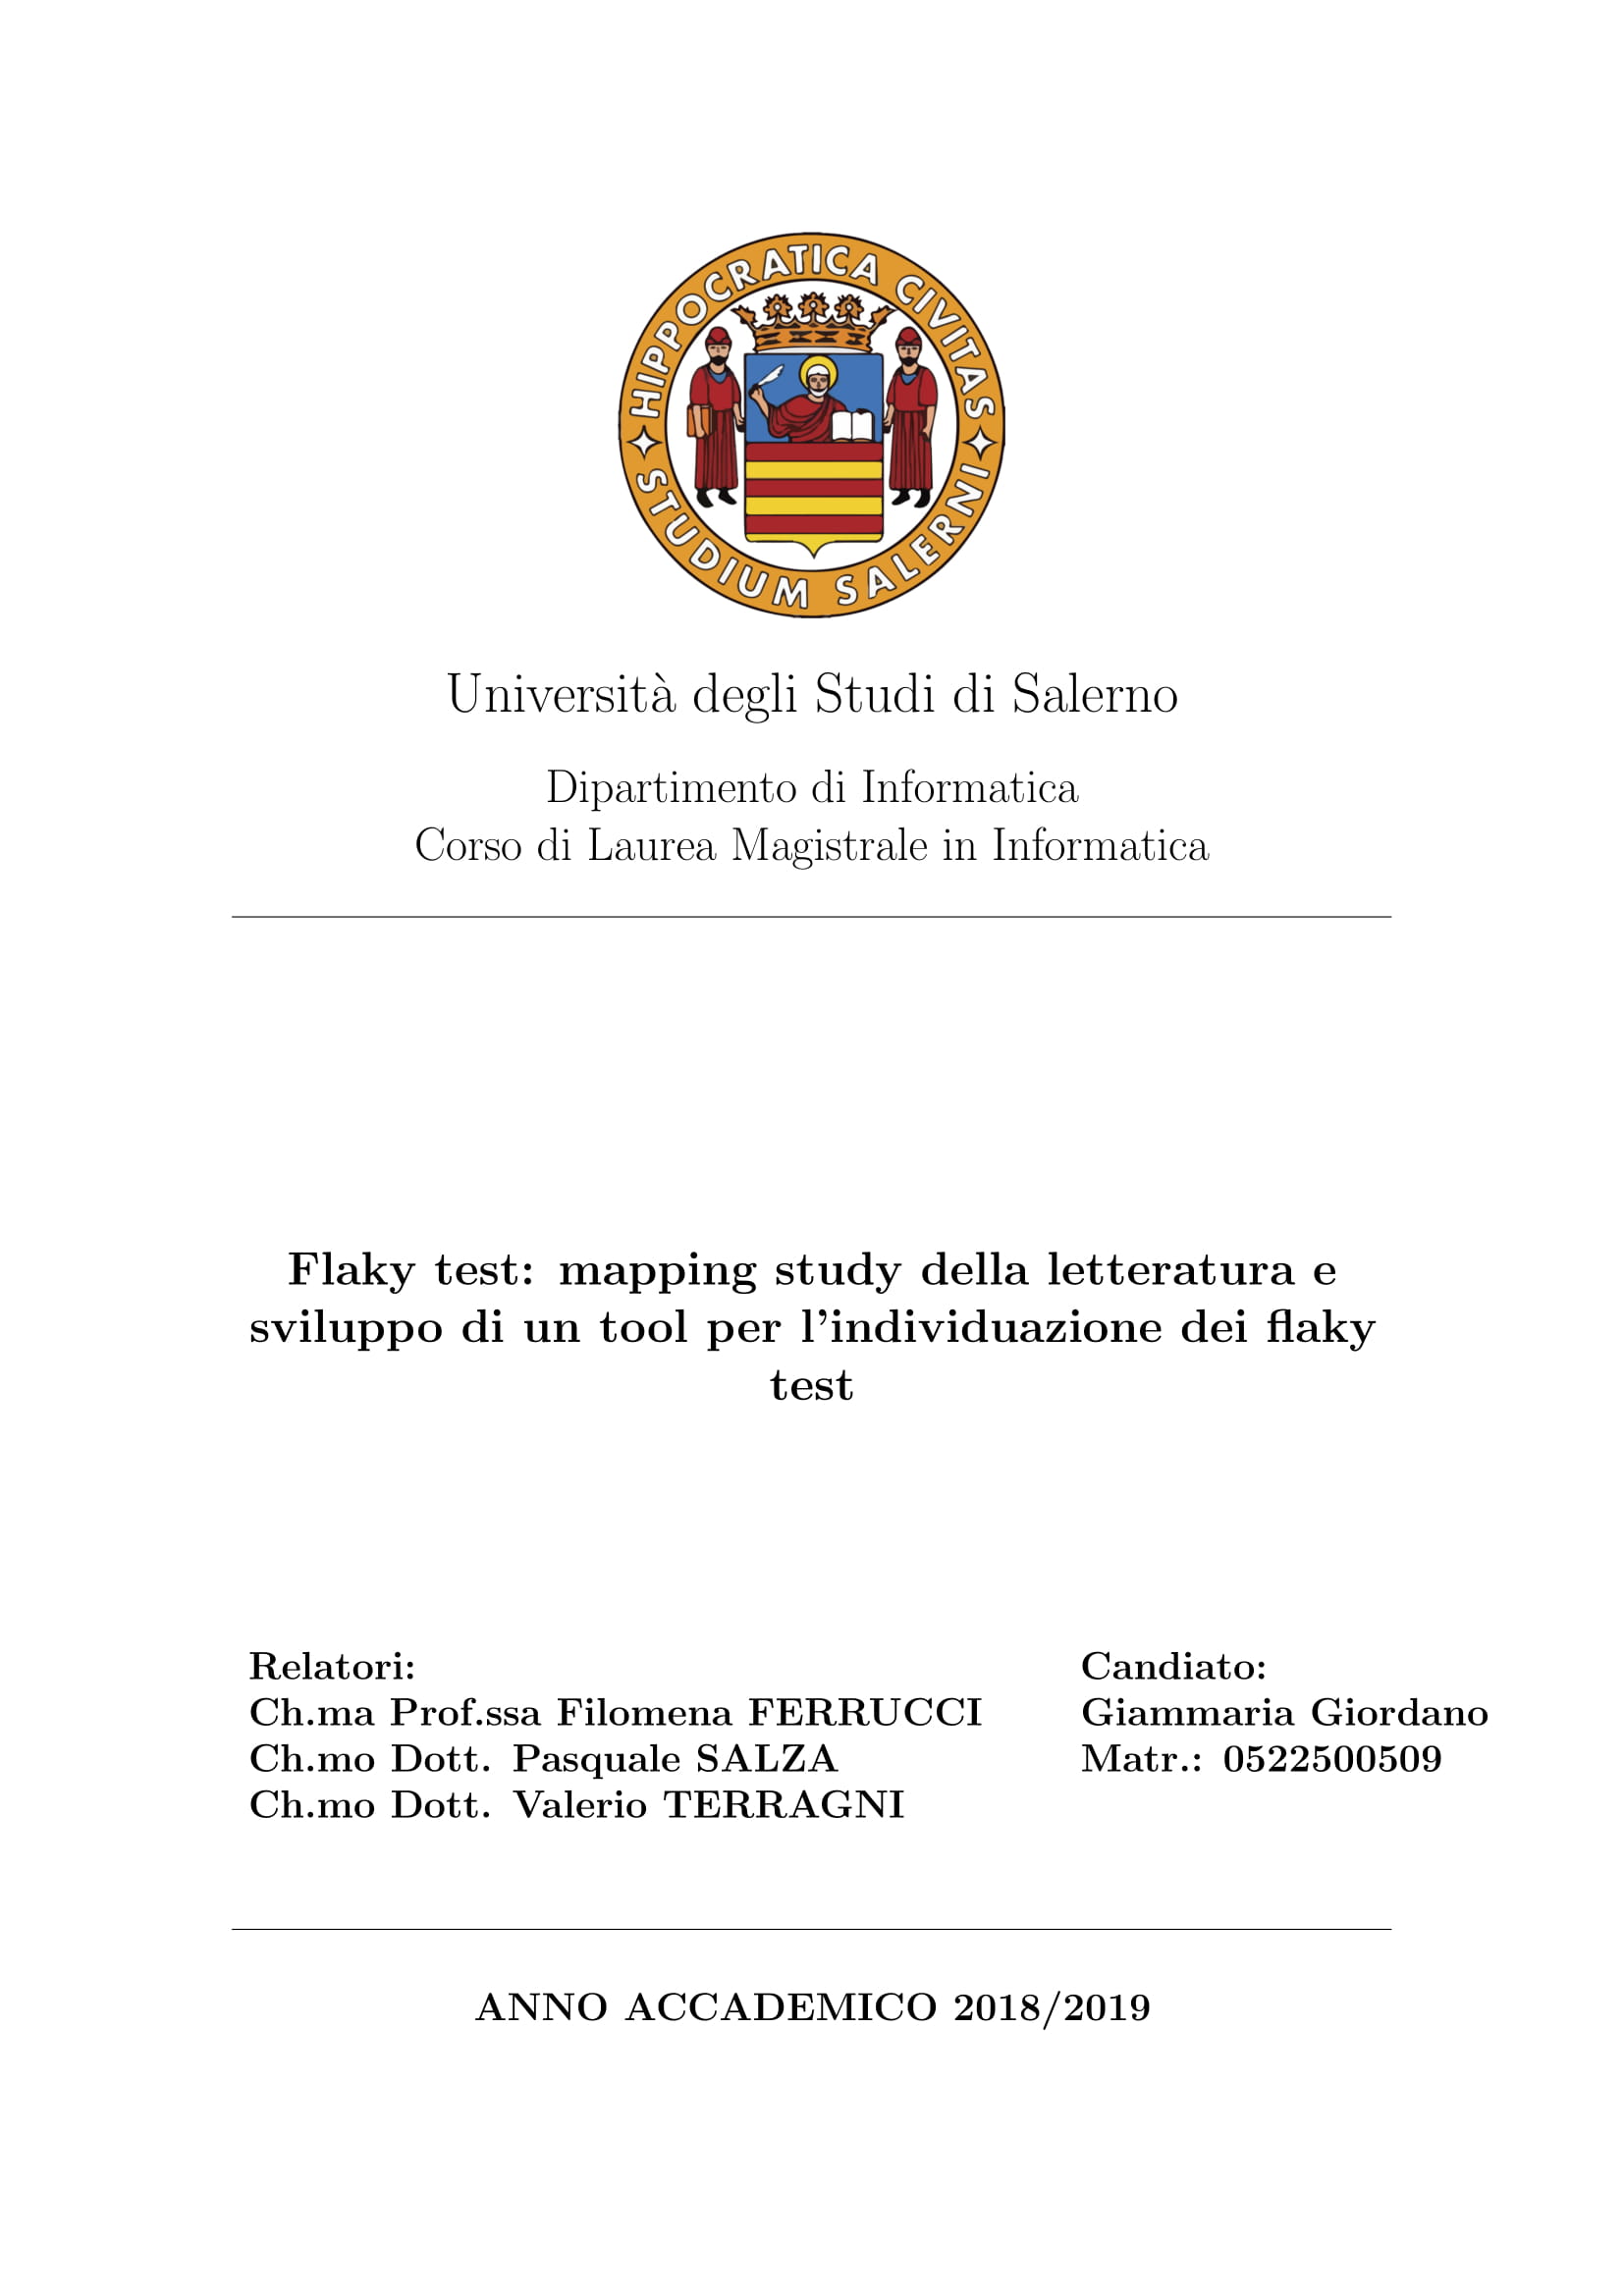 HIPPOCRATICA CIVITAS
STUDIUM SALERNI
Università degli Studi di Salerno
Dipartimento di Informatica
Corso di Laurea Magistrale in Informatica
Flaky test: mapping study della letteratura e
sviluppo di un tool per l'individuazione dei flaky
test
Relatori:
Ch.ma Prof.ssa Filomena FERRUCCI
Ch.mo Dott. Pasquale SALZA
Ch.mo Dott. Valerio TERRAGNI
Candiato:
Giammaria Giordano
Matr.: 0522500509
ANNO ACCADEMICO 2018/2019